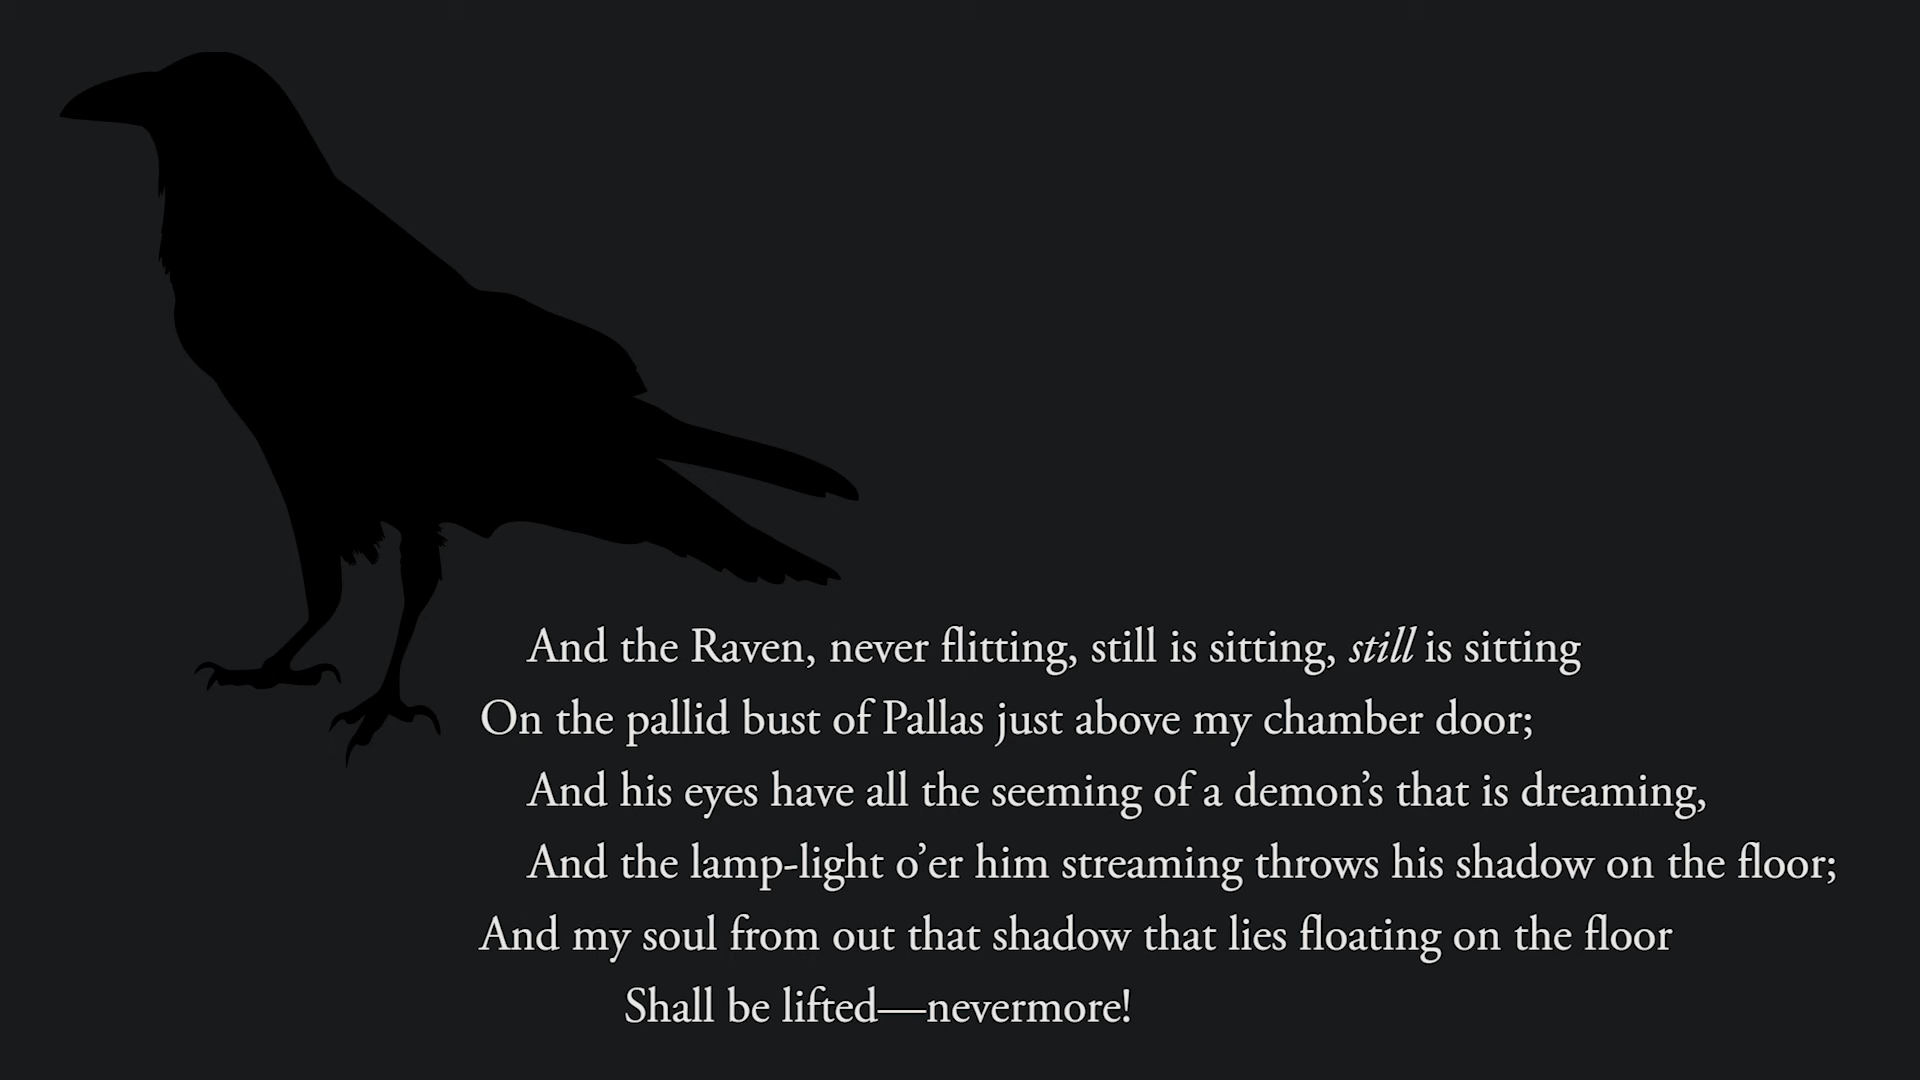 And the Raven, never flitting, still is sitting, still is sitting
On the pallid bust of Pallas just above my chamber door;
And his eyes have all the seeming of a demon’s that is dreaming,
And the lamp-light o’er him streaming throws his shadow on the floor;
And my soul from out that shadow that lies floating on the floor
Shall be lifted—nevermore!